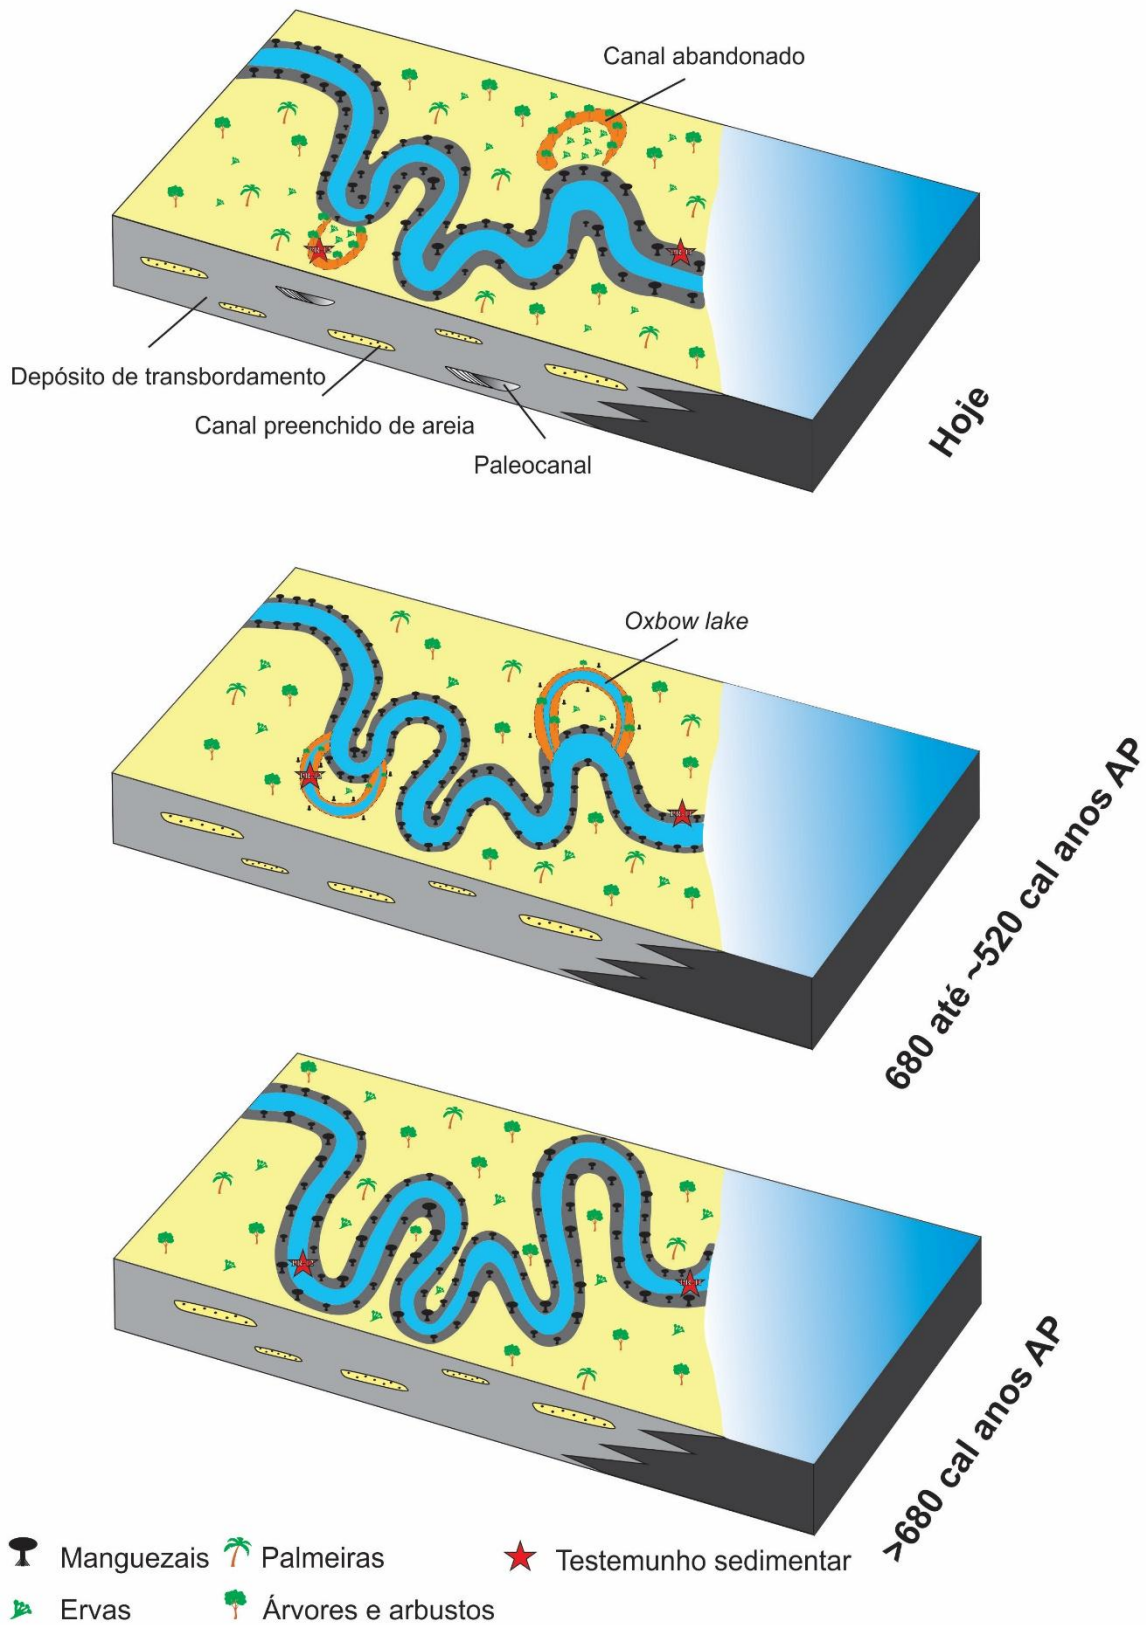 Canal abandonado
Depósito de transbordamento
Canal preenchido de areia
Paleocanal
Hoje
Oxbow lake
680 até ~520 cal anos AP
>680 cal anos AP
Manguezais
Palmeiras
Testemunho sedimentar
Ervas
Árvores e arbustos